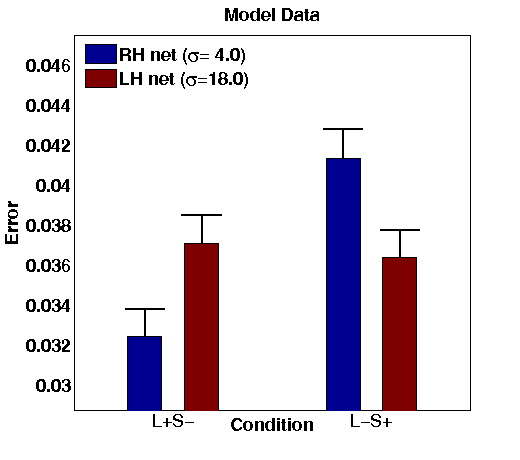 Model Data
RH net (σ= 4.0)
LH net (σ=18.0)
0.046
0.044
0.042
0.04
0.038
0.036
0.034
0.032
0.03
Error
L+S−
L−S+
Condition